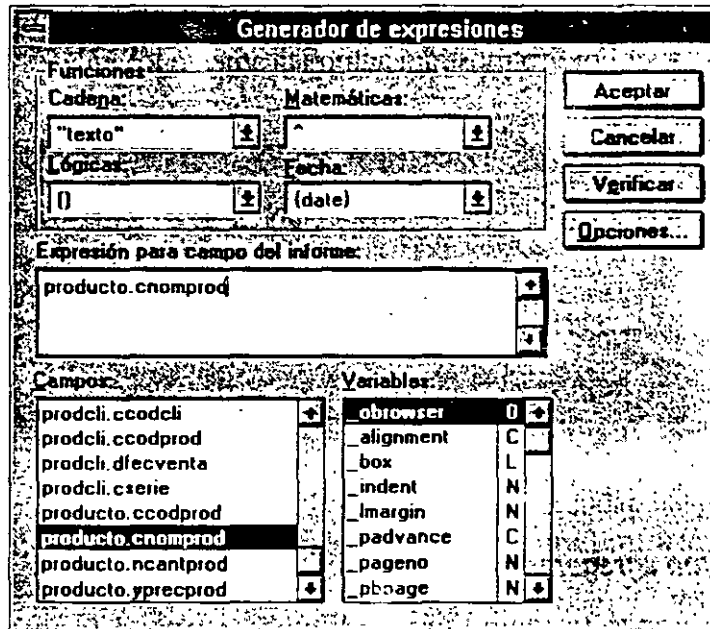 Generador de expresiones
Funciones
Cadena:
Matemáticas:
"texto"
^
Lógicas:
Fecha:
()
{date}
Aceptar
Cancelar
Verificar
Opciones...
Expresión para campo del informe:
producto.cnomprod
Campos:
prodcli.ccodcli
prodcli.ccodprod
prodcli.dfecventa
prodcli.cserie
producto.ccodprod
producto.cnomprod
producto.ncantprod
producto.yprecprod
Variables:
_obrowser O
_alignment C
_box L
_indent N
_lmargin N
_padvance C
_pageno N
_pbpage N